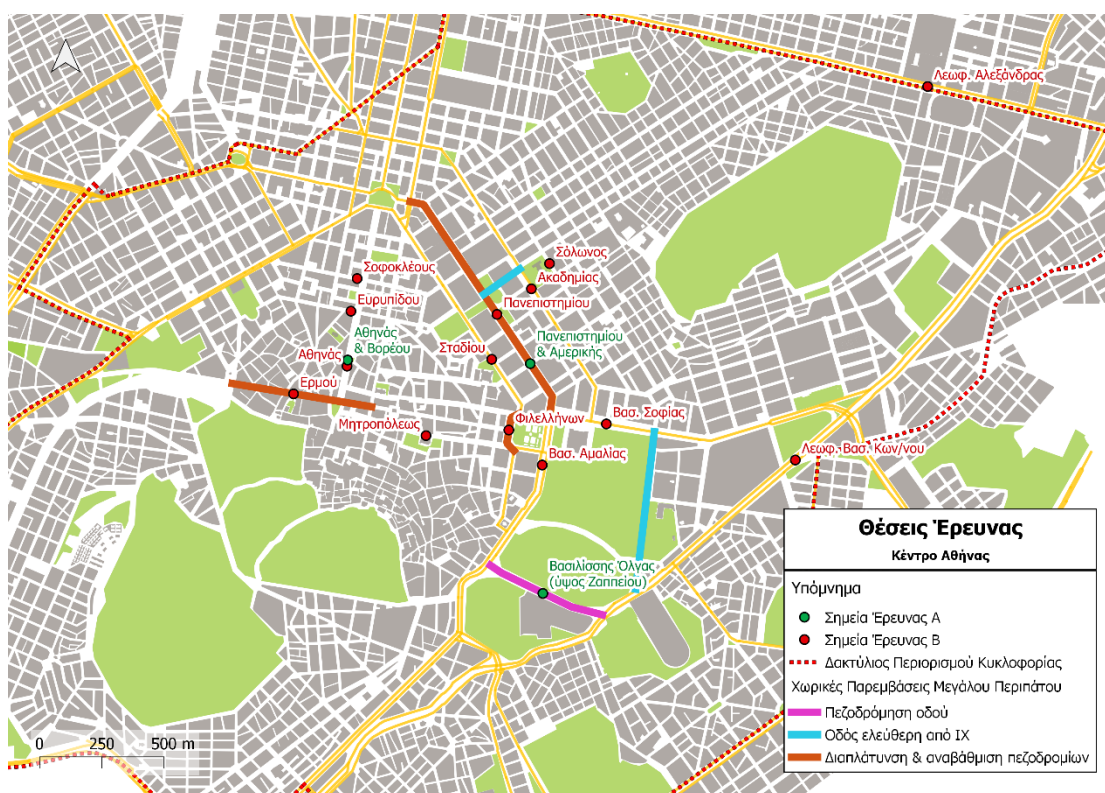 Λεωφ. Αλεξάνδρας
Σόλωνος
Σοφοκλέους
Ακαδημίας
Ευρυπίδου
Πανεπιστημίου
Αθηνάς
& Βορέου
Πανεπιστημίου
& Αμερικής
Σταδίου
Αθηνάς
Ερμού
Βασ. Σοφίας
Μητροπόλεως
Φιλελλήνων
Βασ. Αμαλίας
Λεωφ. Βασ. Κων/νου
Βασιλίσσης Όλγας
(ύψος Ζαππείου)
Θέσεις Έρευνας
Κέντρο Αθήνας
Υπόμνημα
Σημεία Έρευνας Α
Σημεία Έρευνας Β
Δακτύλιος Περιορισμού Κυκλοφορίας
Χωρικές Παρεμβάσεις Μεγάλου Περιπάτου
Πεζοδρόμηση οδού
Οδός ελεύθερη από ΙΧ
Διαπλάτυνση & αναβάθμιση πεζοδρομίων
0 250 500 m